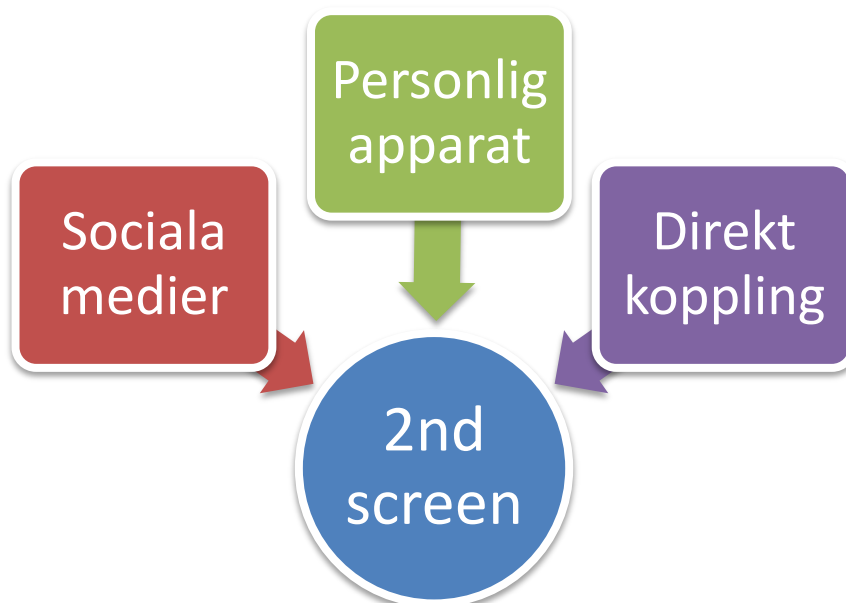 Personlig
apparat
Sociala
medier
Direkt
koppling
2nd
screen